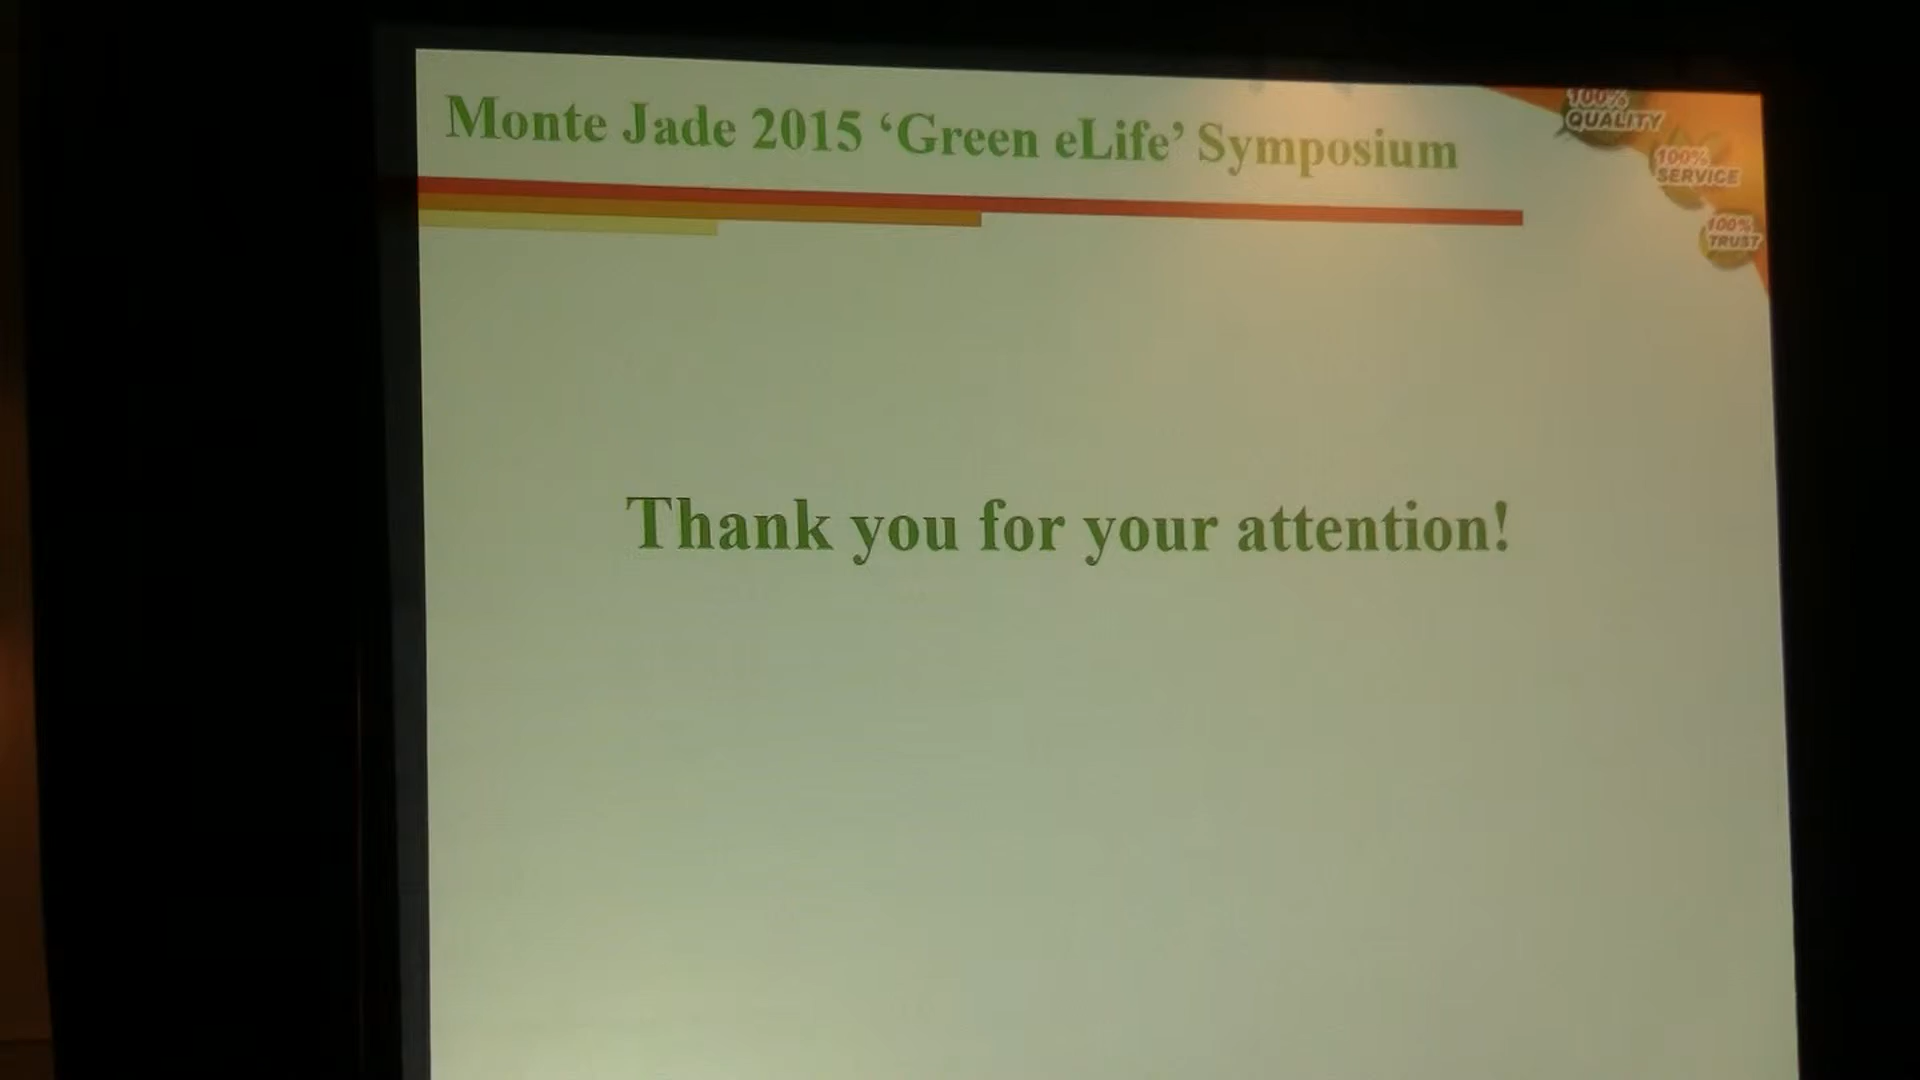 Monte Jade 2015 ‘Green eLife’ Symposium
100%
QUALITY
100%
SERVICE
100%
TRUST
Thank you for your attention!